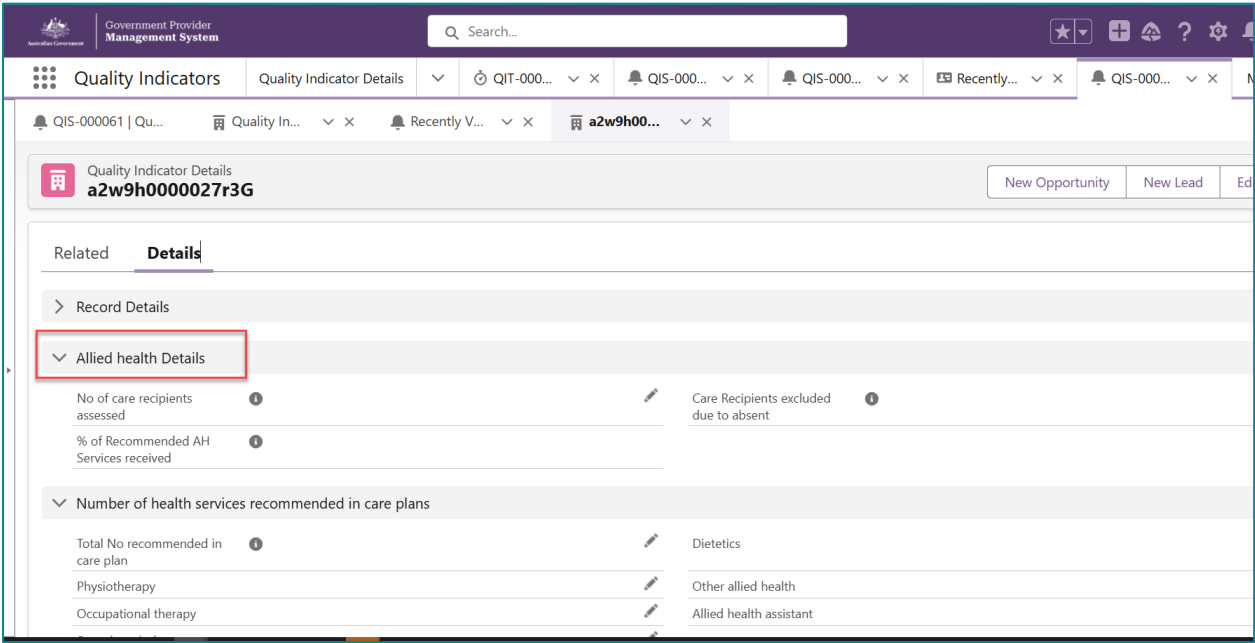 Australian Government
Government Provider
Management System
Search...
Quality Indicators
Quality Indicator Details
QIT-000...
QIS-000...
QIS-000...
Recently...
QIS-000...
QIS-000061 | Qu...
Quality In...
Recently V...
a2w9h00...
Quality Indicator Details
a2w9h0000027r3G
New Opportunity
New Lead
Ed
Related
Details
Record Details
Allied health Details
No of care recipients
assessed
Care Recipients excluded
due to absent
% of Recommended AH
Services received
Number of health services recommended in care plans
Total No recommended in
care plan
Dietetics
Physiotherapy
Other allied health
Occupational therapy
Allied health assistant